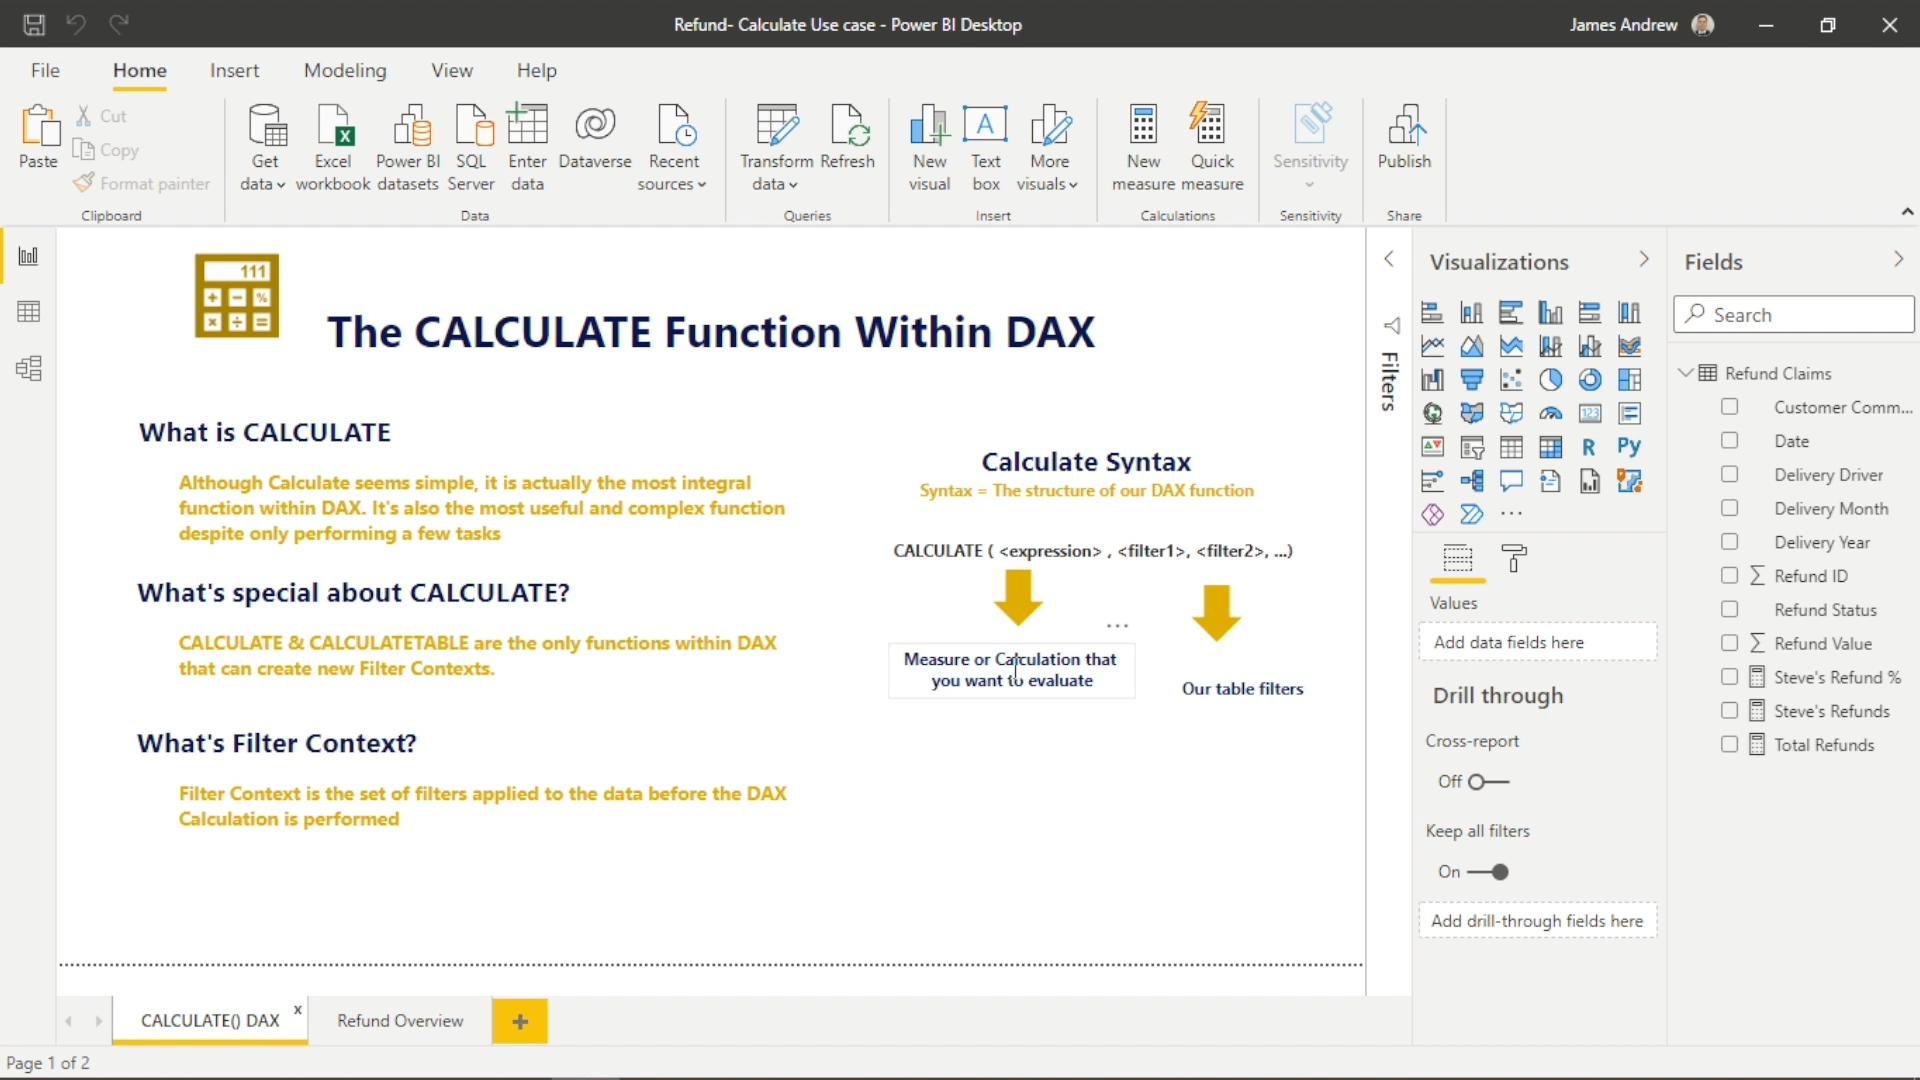 Refund- Calculate Use case - Power BI Desktop
James Andrew
File
Home
Insert
Modeling
View
Help
Paste
Cut
Copy
Format painter
Clipboard
Get data
Excel workbook
Power BI datasets
SQL Server
Enter data
Dataverse
Recent sources
Data
Transform data
Refresh
Queries
New visual
Text box
More visuals
Insert
New measure
Quick measure
Calculations
Sensitivity
Sensitivity
Publish
Share
111
The CALCULATE Function Within DAX
What is CALCULATE
Although Calculate seems simple, it is actually the most integral
function within DAX. It's also the most useful and complex function
despite only performing a few tasks
What's special about CALCULATE?
CALCULATE & CALCULATETABLE are the only functions within DAX
that can create new Filter Contexts.
What's Filter Context?
Filter Context is the set of filters applied to the data before the DAX
Calculation is performed
Calculate Syntax
Syntax = The structure of our DAX function
CALCULATE ( <expression> , <filter1>, <filter2>, ...)
Measure or Calculation that
you want to evaluate
Our table filters
Filters
Visualizations
123
R
Py
Values
Add data fields here
Drill through
Cross-report
Off
Keep all filters
On
Add drill-through fields here
Fields
Search
Refund Claims
Customer Comm...
Date
Delivery Driver
Delivery Month
Delivery Year
Refund ID
Refund Status
Refund Value
Steve's Refund %
Steve's Refunds
Total Refunds
CALCULATE() DAX
x
Refund Overview
Page 1 of 2